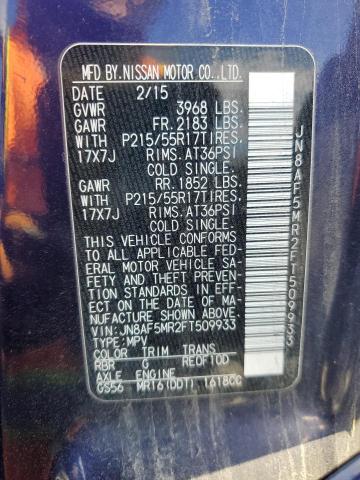 MFD BY. NISSAN MOTOR CO., LTD.
DATE 2/15
GVWR 3968 LBS.
GAWR FR. 2183 LBS.
WITH P215/55R17TIRES.
17X7J RIMS. AT36PSI
COLD SINGLE.
GAWR RR. 1852 LBS.
WITH P215/55R17TIRES.
17X7J RIMS. AT36PSI
COLD SINGLE.
THIS VEHICLE CONFORMS
TO ALL APPLICABLE FED-
ERAL MOTOR VEHICLE SA-
FETY AND THEFT PREVEN-
TION STANDARDS IN EFF-
ECT ON THE DATE OF MA-
NUFACTURE SHOWN ABOVE.
VIN:JN8AF5MR2FT509933
TYPE:MPV
COLOR TRIM TRANS
RBR G RE0F10D
AXLE ENGINE
GS56 MR16(DDT) 1618CC
JN8AF5MR2FT509933